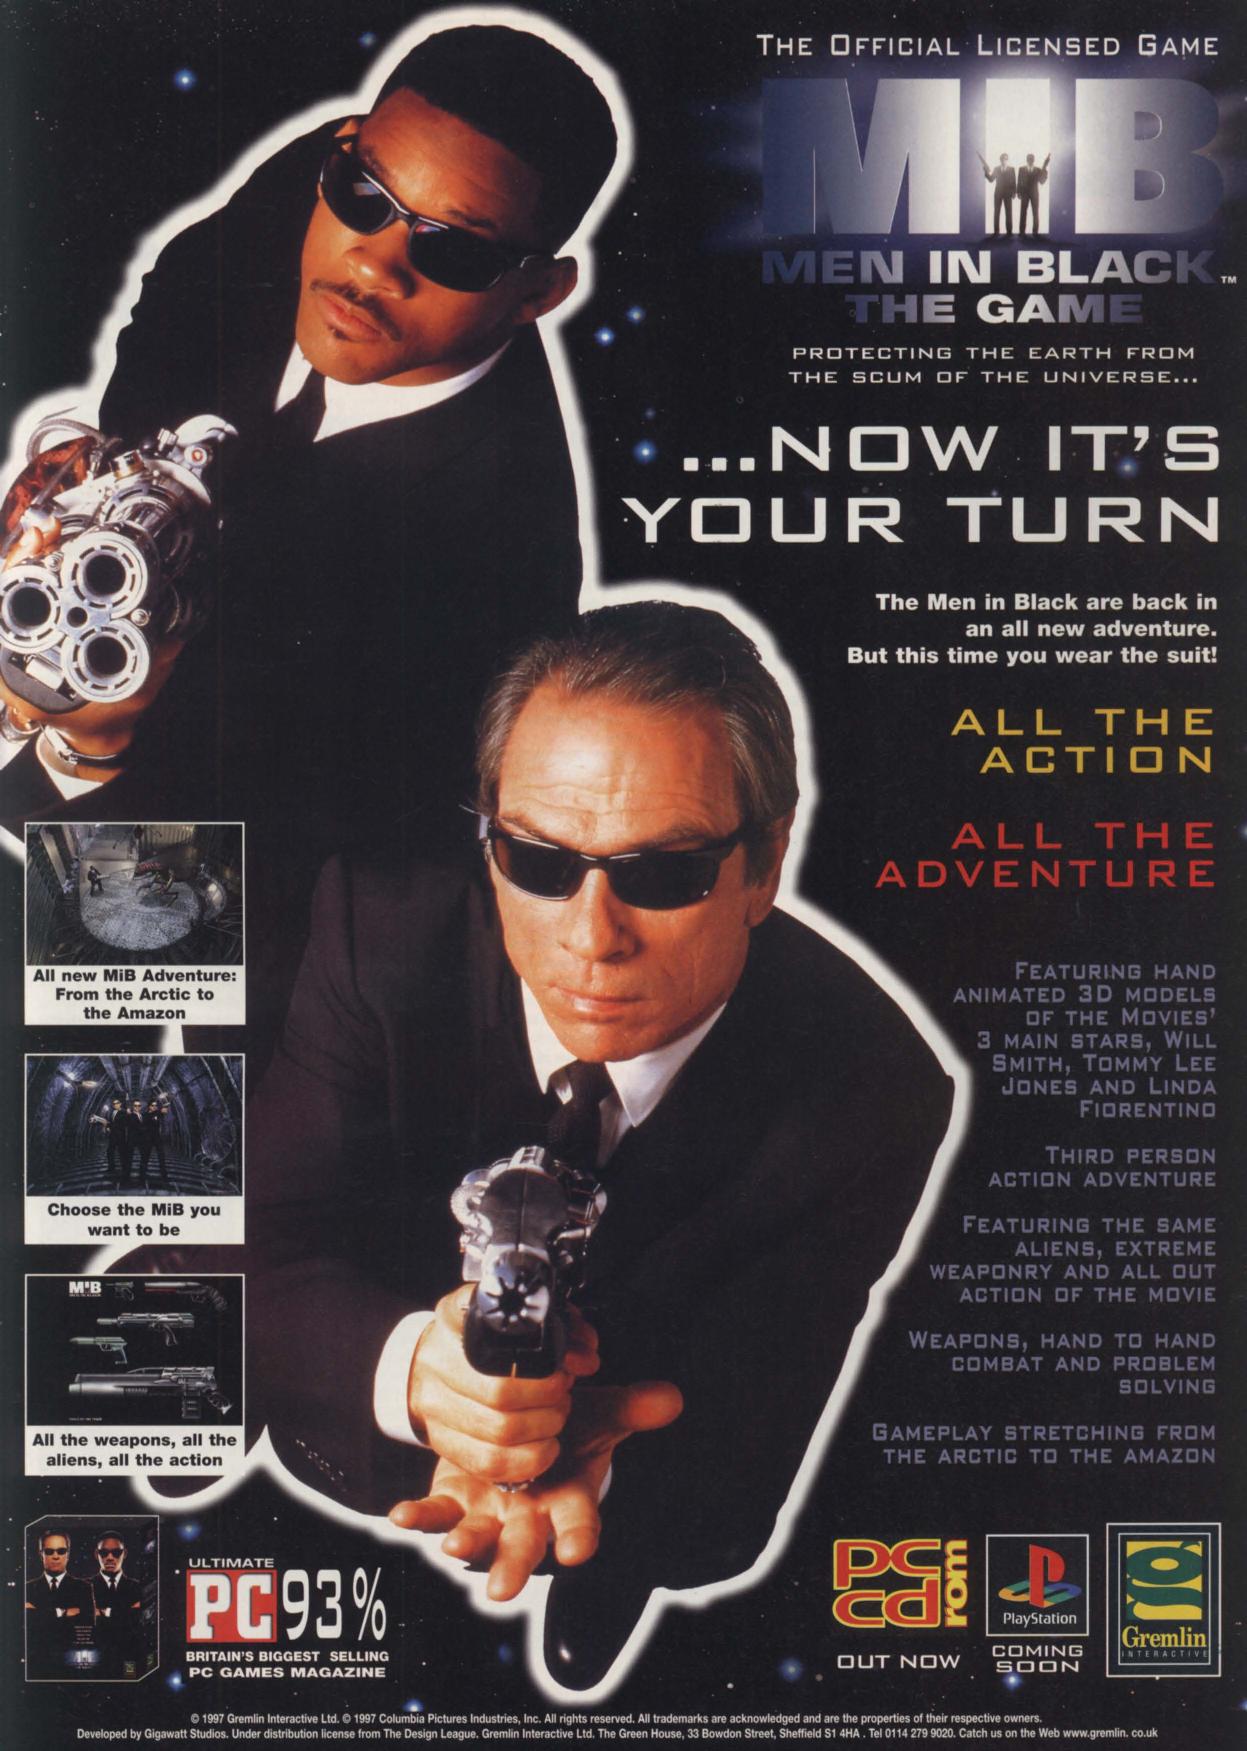 THE OFFICIAL LICENSED GAME
MIB
MEN IN BLACK™
THE GAME
PROTECTING THE EARTH FROM
THE SCUM OF THE UNIVERSE...
...NOW IT'S
YOUR TURN
The Men in Black are back in
an all new adventure.
But this time you wear the suit!
ALL THE
ACTION
ALL THE
ADVENTURE
FEATURING HAND
ANIMATED 3D MODELS
OF THE MOVIES'
3 MAIN STARS, WILL
SMITH, TOMMY LEE
JONES AND LINDA
FIORENTINO
THIRD PERSON
ACTION ADVENTURE
FEATURING THE SAME
ALIENS, EXTREME
WEAPONRY AND ALL OUT
ACTION OF THE MOVIE
WEAPONS, HAND TO HAND
COMBAT AND PROBLEM
SOLVING
GAMEPLAY STRETCHING FROM
THE ARCTIC TO THE AMAZON
All new MiB Adventure:
From the Arctic to
the Amazon
Choose the MiB you
want to be
MIB
All the weapons, all the
aliens, all the action
ULTIMATE
PC 93%
BRITAIN'S BIGGEST SELLING
PC GAMES MAGAZINE
PC
cd rom
OUT NOW
PlayStation
COMING
SOON
Gremlin
INTERACTIVE
© 1997 Gremlin Interactive Ltd. © 1997 Columbia Pictures Industries, Inc. All rights reserved. All trademarks are acknowledged and are the properties of their respective owners.
Developed by Gigawatt Studios. Under distribution license from The Design League. Gremlin Interactive Ltd. The Green House, 33 Bowdon Street, Sheffield S1 4HA . Tel 0114 279 9020. Catch us on the Web www.gremlin. co.uk